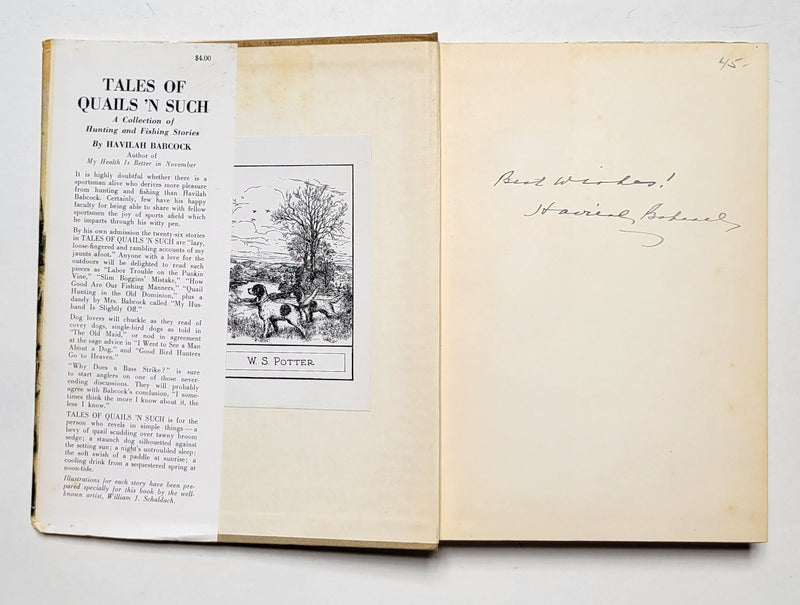 $4.00
TALES OF
QUAILS 'N SUCH
A Collection of
Hunting and Fishing Stories
By HAVILAH BABCOCK
Author of
My Health Is Better in November
It is highly doubtful whether there is a
sportsman alive who derives more pleasure
from hunting and fishing than Havilah
Babcock. Certainly, few have his happy
faculty for being able to share with fellow
sportsmen the joy of sports afield which
he imparts through his witty pen.
By his own admission the twenty-six stories
in TALES OF QUAILS 'N SUCH are "lazy,
loose-fingered and rambling accounts of my
jaunts afoot." Anyone with a love for the
outdoors will be delighted to read such
pieces as "Labor Trouble on the Punkin
Vine," "Slim Boggins' Mistake," "How
Good Are Our Fishing Manners," "Quail
Hunting in the Old Dominion," plus a
dandy by Mrs. Babcock called "My Hus-
band Is Slightly Off."
Dog lovers will chuckle as they read of
covey dogs, single-bird dogs as told in
"The Old Maid," or nod in agreement
at the sage advice in "I Went to See a Man
About a Dog," and "Good Bird Hunters
Go to Heaven."
"Why Does a Bass Strike?" is sure
to start anglers on one of those never-
ending discussions. They will probably
agree with Babcock's conclusion, "I some-
times think the more I know about it, the
less I know."
TALES OF QUAILS 'N SUCH is for the
person who revels in simple things—a
bevy of quail scudding over tawny broom
sedge; a staunch dog silhouetted against
the setting sun; a night's untroubled sleep;
the soft swish of a paddle at sunrise; a
cooling drink from a sequestered spring at
noon-tide.
Illustrations for each story have been pre-
pared specially for this book by the well-
known artist, William J. Schaldach.
W. S. POTTER
45-
Best Wishes!
Havilah Babcock